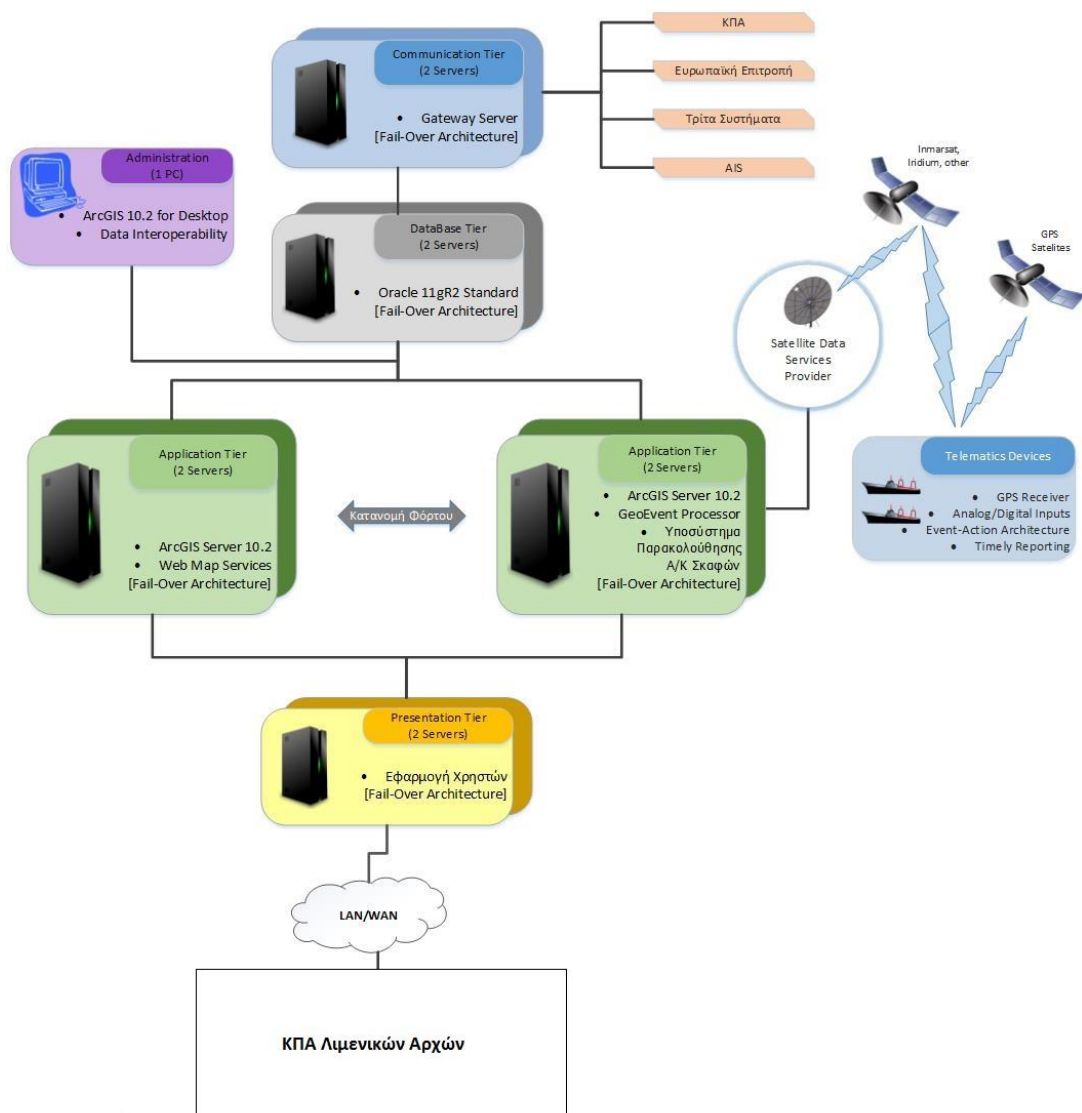 Communication Tier
(2 Servers)
• Gateway Server
[Fail-Over Architecture]
ΚΠΑ
Ευρωπαϊκή Επιτροπή
Τρίτα Συστήματα
AIS
Administration
(1 PC)
• ArcGIS 10.2 for Desktop
• Data Interoperability
DataBase Tier
(2 Servers)
• Oracle 11gR2 Standard
[Fail-Over Architecture]
Inmarsat,
Iridium, other
GPS
Satelites
Satellite Data
Services
Provider
Application Tier
(2 Servers)
• ArcGIS Server 10.2
• Web Map Services
[Fail-Over Architecture]
Κατανομή Φόρτου
Application Tier
(2 Servers)
• ArcGIS Server 10.2
• GeoEvent Processor
• Υποσύστημα
Παρακολούθησης
Α/Κ Σκαφών
[Fail-Over Architecture]
Telematics Devices
• GPS Receiver
• Analog/Digital Inputs
• Event-Action Architecture
• Timely Reporting
Presentation Tier
(2 Servers)
• Εφαρμογή Χρηστών
[Fail-Over Architecture]
LAN/WAN
ΚΠΑ Λιμενικών Αρχών